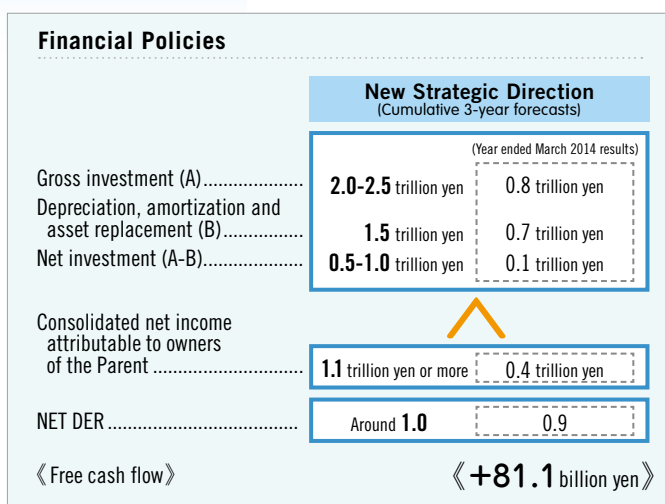 Financial Policies
New Strategic Direction
(Cumulative 3-year forecasts)
(Year ended March 2014 results)
Gross investment (A).................... 2.0-2.5 trillion yen 0.8 trillion yen
Depreciation, amortization and
asset replacement (B)................ 1.5 trillion yen 0.7 trillion yen
Net investment (A-B).................... 0.5-1.0 trillion yen 0.1 trillion yen
Consolidated net income
attributable to owners
of the Parent .............................. 1.1 trillion yen or more 0.4 trillion yen
NET DER ...................................... Around 1.0 0.9
《Free cash flow》 《+81.1 billion yen》